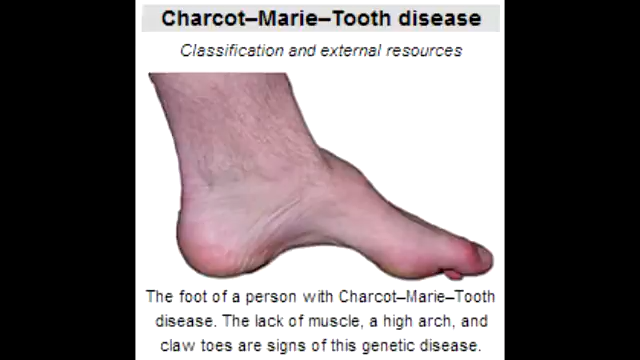 Charcot–Marie–Tooth disease
Classification and external resources
The foot of a person with Charcot–Marie–Tooth
disease. The lack of muscle, a high arch, and
claw toes are signs of this genetic disease.